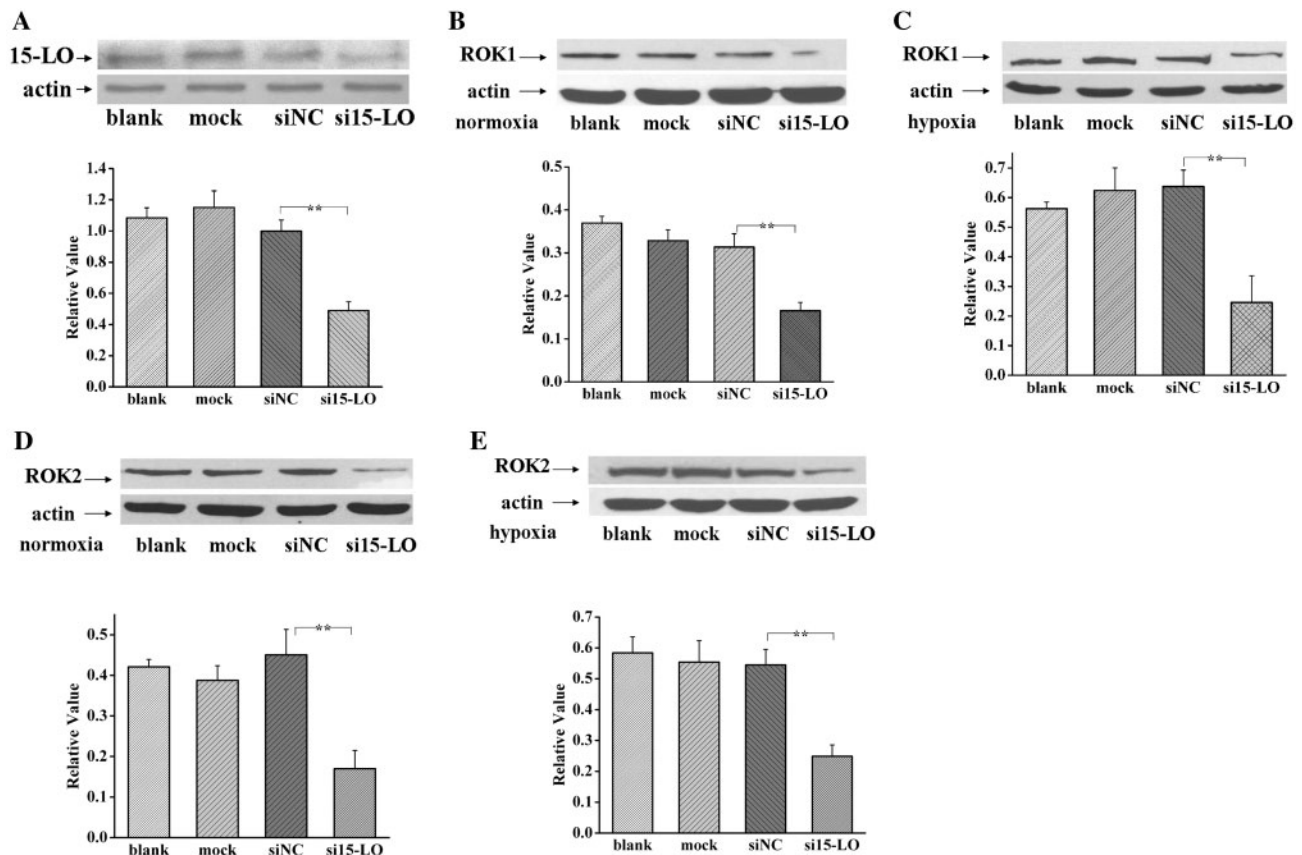 A
15-LO
actin
blank mock siNC si15-LO
Relative Value
1.4
1.2
1.0
0.8
0.6
0.4
0.2
0.0
**
blank mock siNC si15-LO
B
ROK1
actin
normoxia blank mock siNC si15-LO
Relative Value
0.5
0.4
0.3
0.2
0.1
0.0
**
blank mock siNC si15-LO
C
ROK1
actin
hypoxia blank mock siNC si15-LO
Relative Value
0.7
0.6
0.5
0.4
0.3
0.2
0.1
0.0
**
blank mock siNC si15-LO
D
ROK2
actin
normoxia blank mock siNC si15-LO
Relative Value
0.5
0.4
0.3
0.2
0.1
0.0
**
blank mock siNC si15-LO
E
ROK2
actin
hypoxia blank mock siNC si15-LO
Relative Value
0.7
0.6
0.5
0.4
0.3
0.2
0.1
0.0
**
blank mock siNC si15-LO